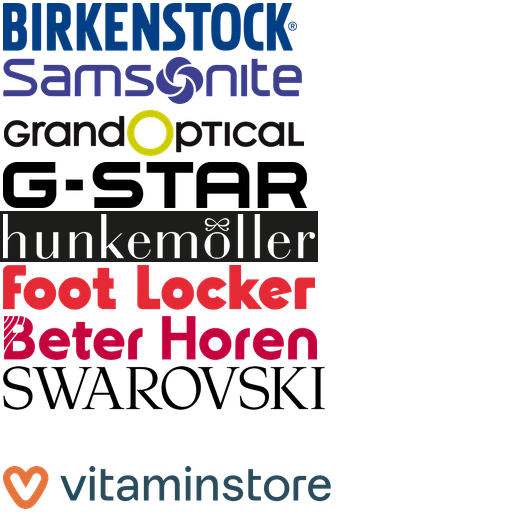 BIRKENSTOCK®
Samsonite
GrandOptical
G-STAR
hunkemöller
Foot Locker
Beter Horen
SWAROVSKI
vitaminstore